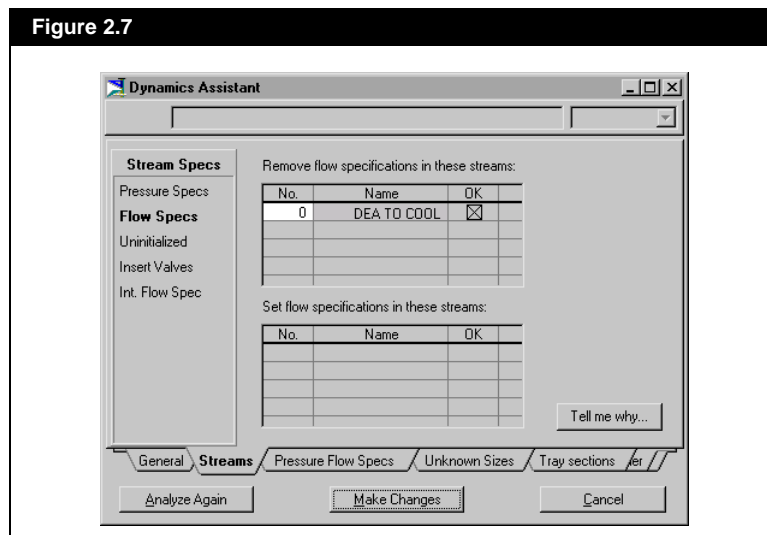 Figure 2.7
Dynamics Assistant
Stream Specs
Pressure Specs
Flow Specs
Uninitialized
Insert Valves
Int. Flow Spec
Remove flow specifications in these streams:
No. Name OK
0 DEA TO COOL
Set flow specifications in these streams:
No. Name OK
Tell me why...
General Streams Pressure Flow Specs Unknown Sizes Tray sections er
Analyze Again Make Changes Cancel